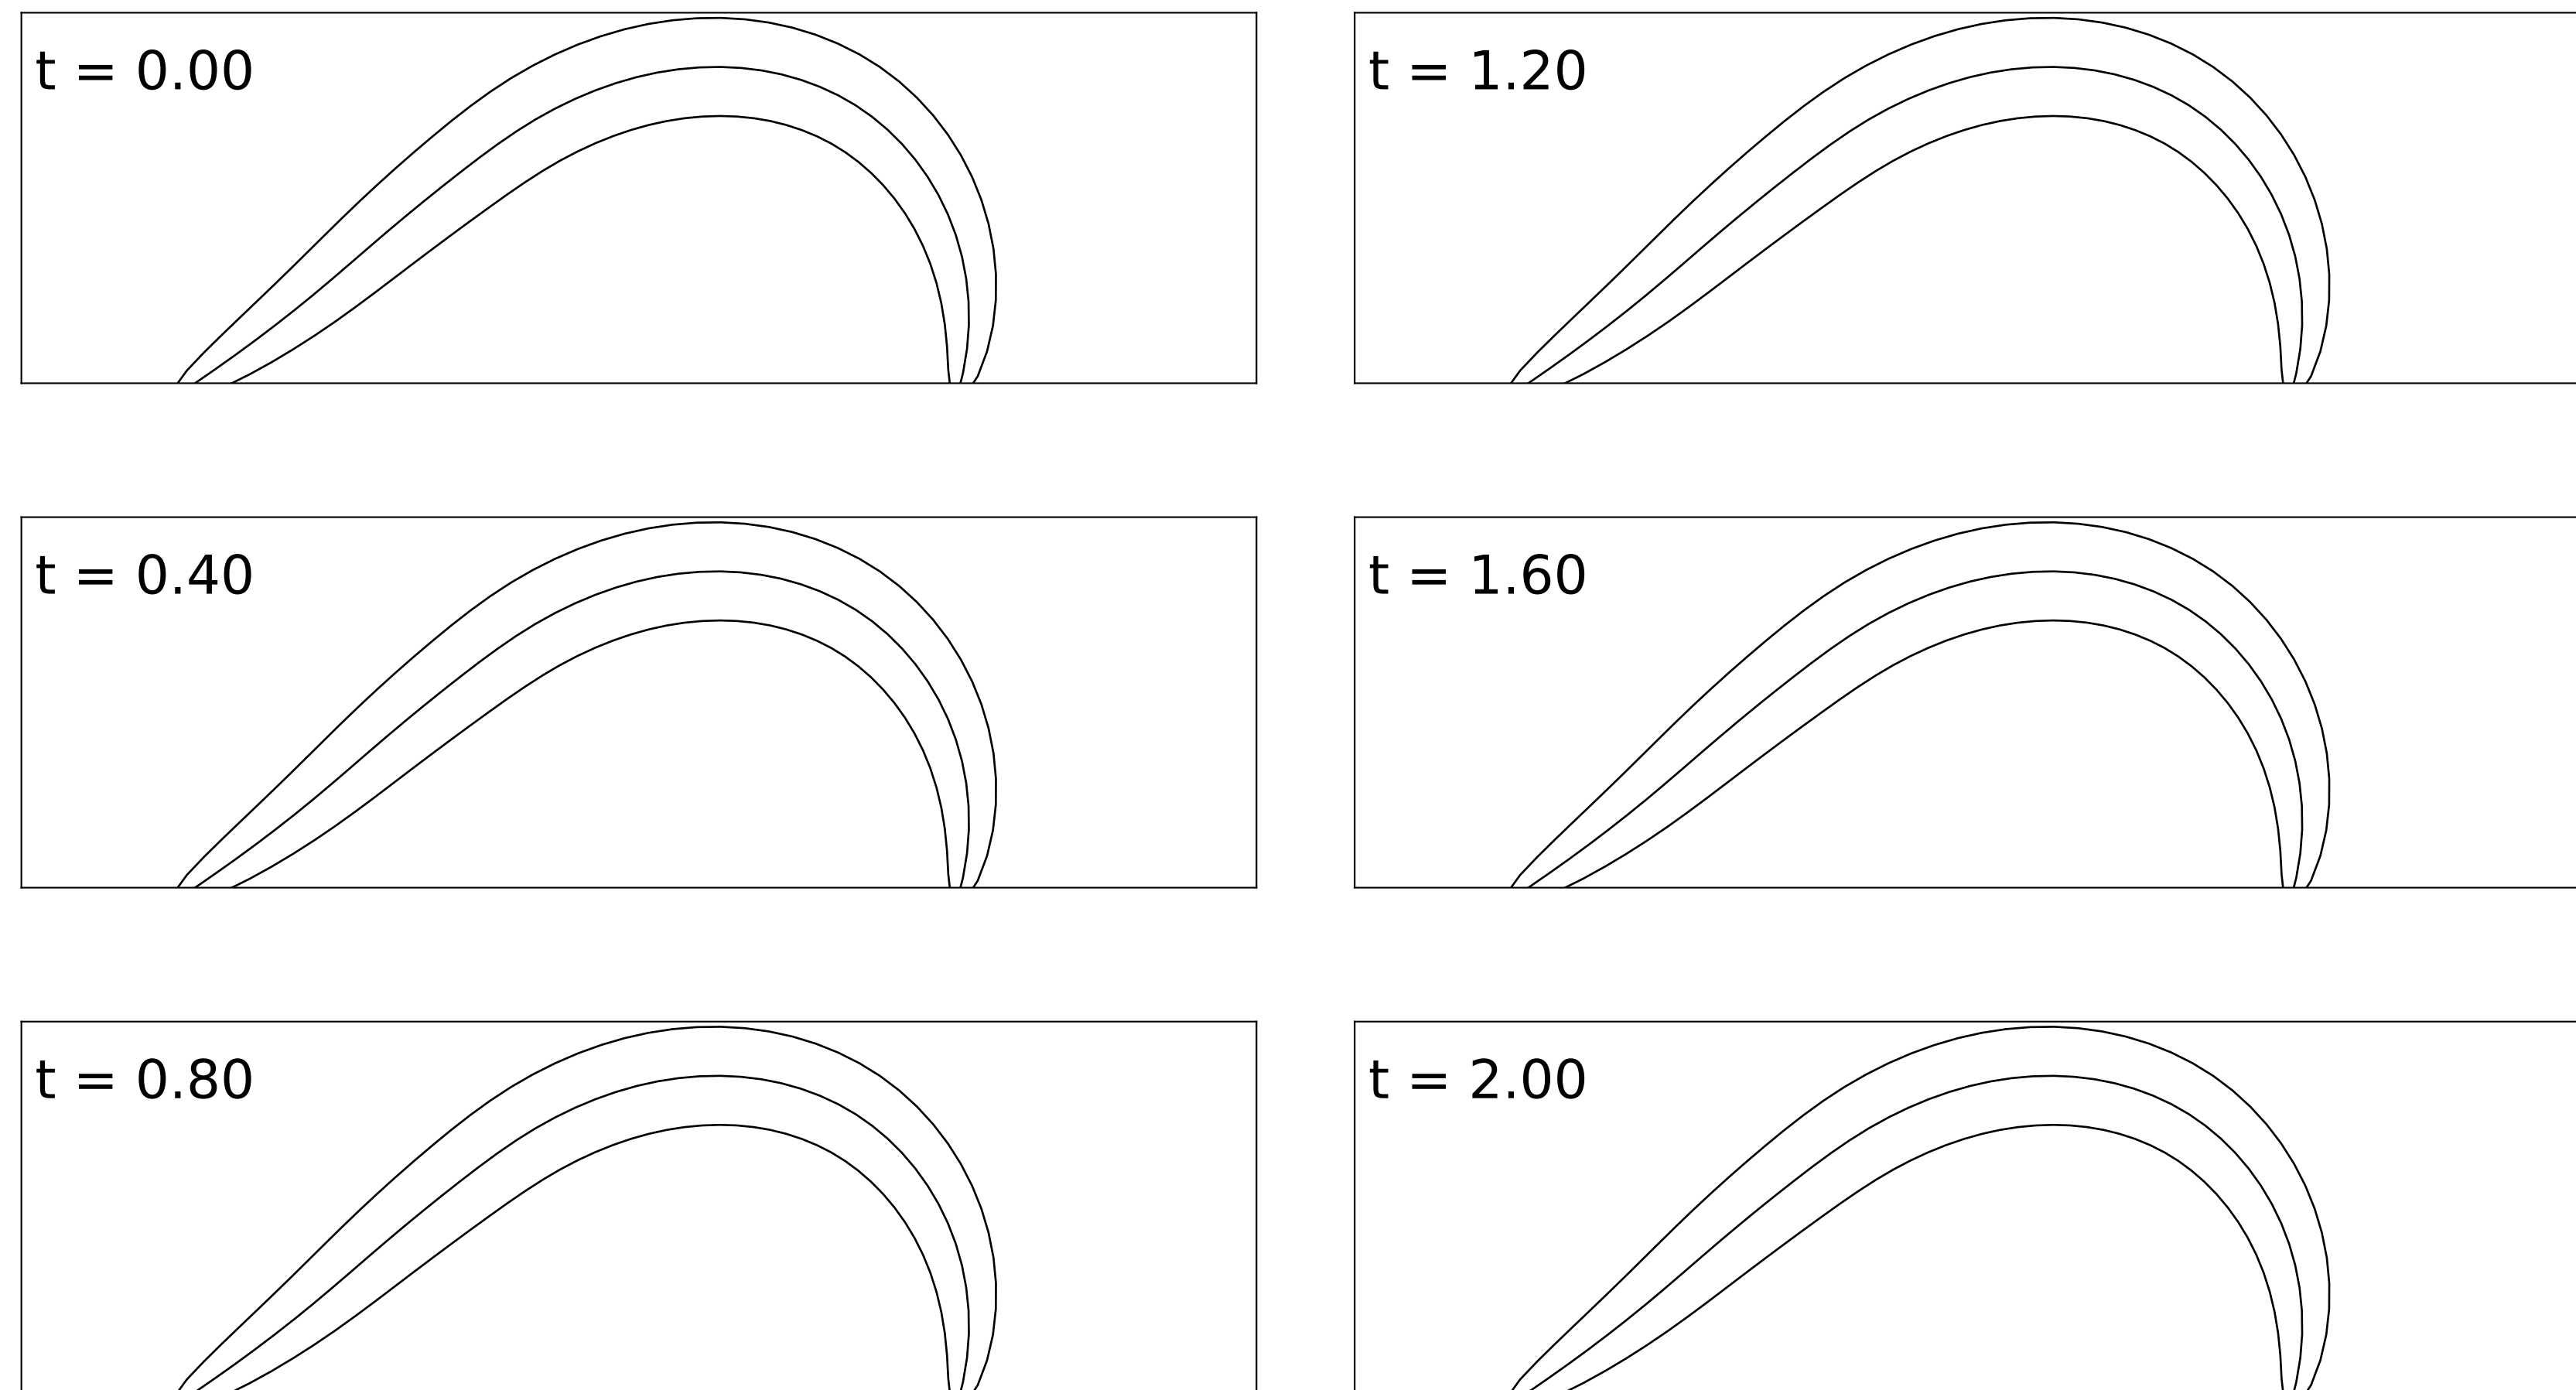 t = 0.00
t = 1.20
t = 0.40
t = 1.60
t = 0.80
t = 2.00